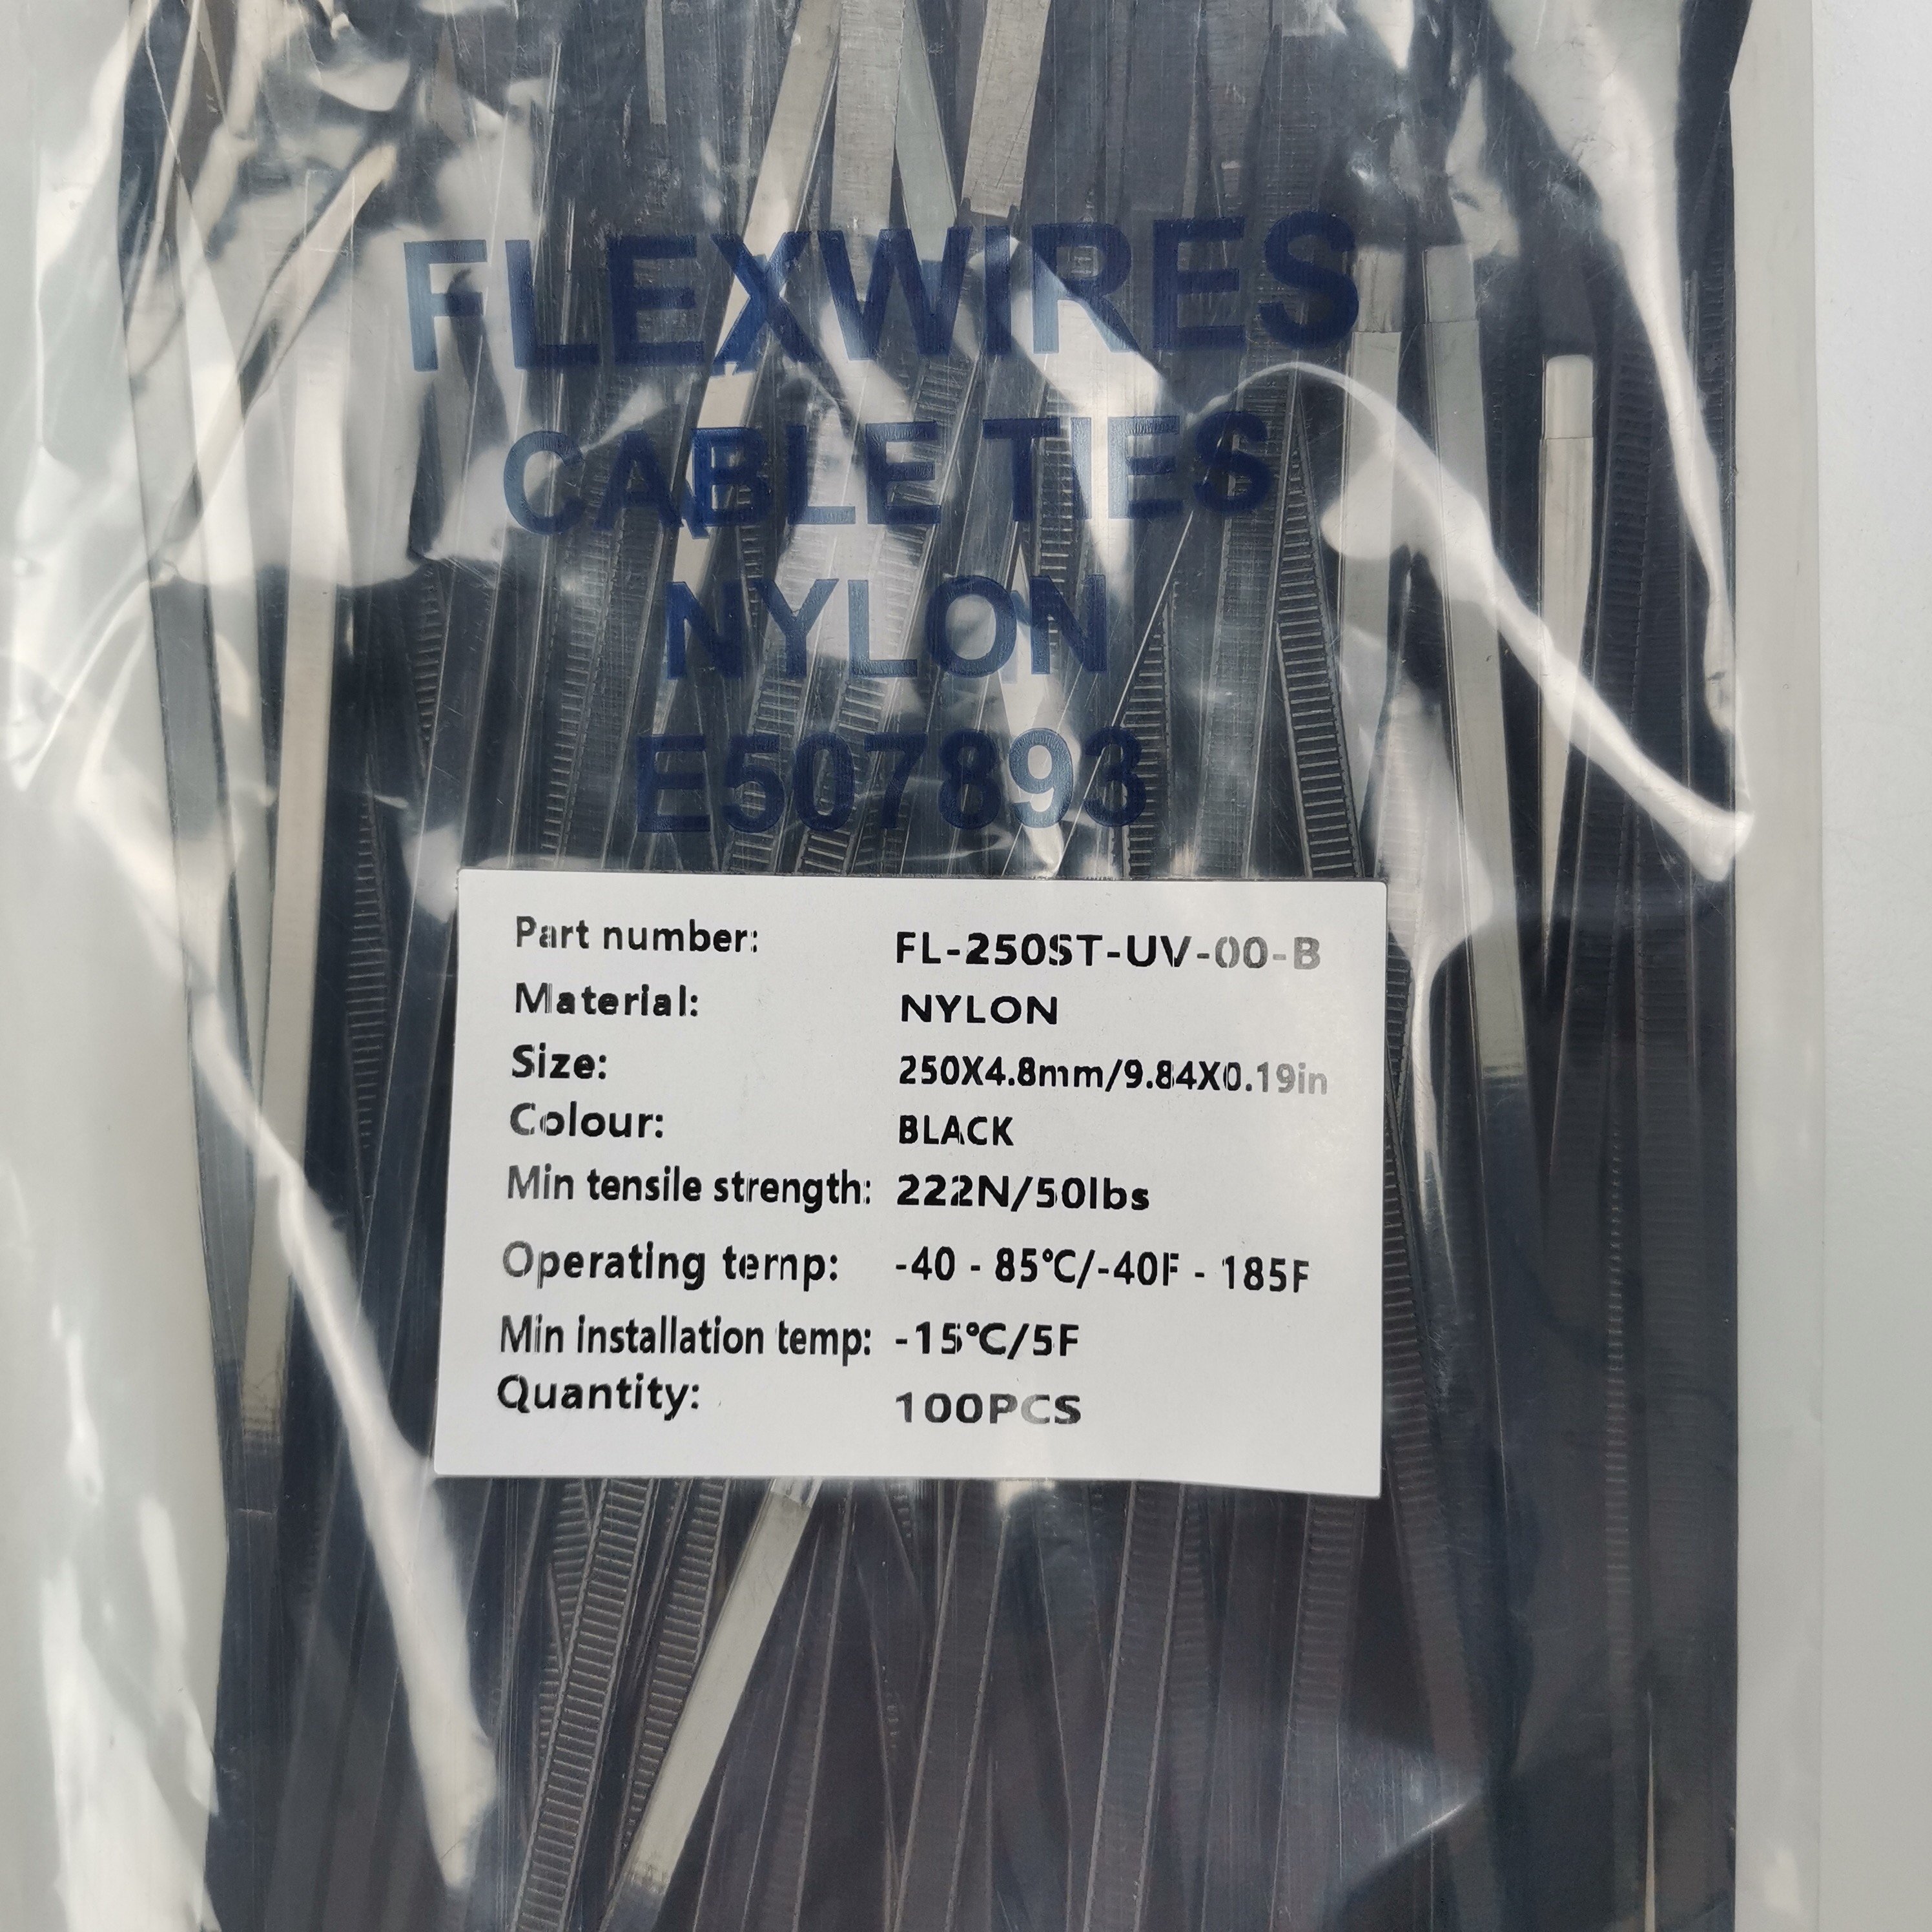 FLEXWIRES
CABLE TIES
NYLON
E507893
Part number: FL-250ST-UV-00-B
Material: NYLON
Size: 250X4.8mm/9.84X0.19in
Colour: BLACK
Min tensile strength: 222N/50lbs
Operating temp: -40 - 85℃/-40F - 185F
Min installation temp: -15℃/5F
Quantity: 100PCS